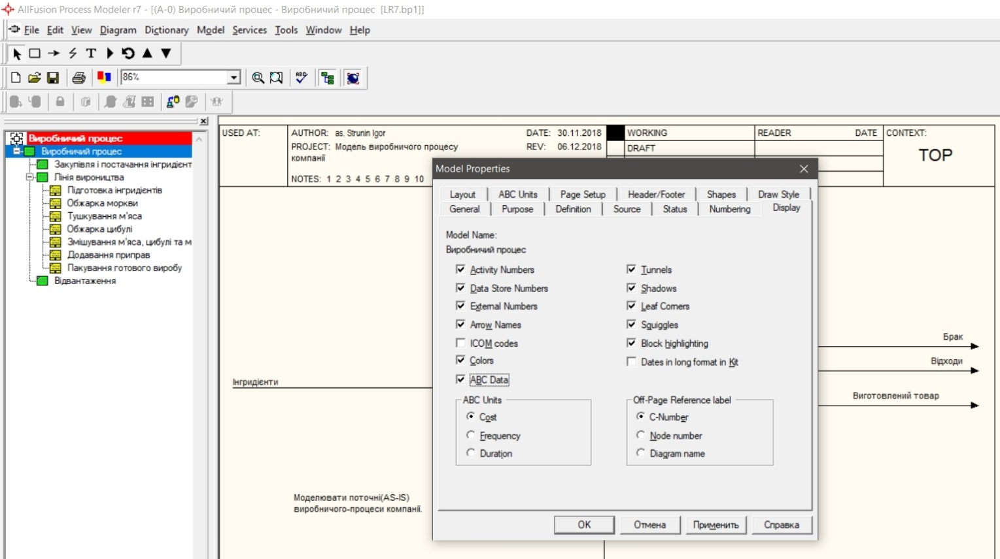 AllFusion Process Modeler r7 - [(A-0) Виробничий процес - Виробничий процес [LR7.bp1]]
File Edit View Diagram Dictionary Model Services Tools Window Help
T
86%
ABC
Виробничий процес
Виробничий процес
Закупівля і постачання інгридієнт
Лінія вироництва
Підготовка інгридієнтів
Обжарка моркви
Тушкування м'яса
Обжарка цибулі
Змішування м'яса, цибулі та м
Додавання приправ
Пакування готового виробу
Відвантаження
USED AT:
AUTHOR: as. Strunin Igor
DATE: 30.11.2018
PROJECT: Модель виробничого процесу
компанії
REV: 06.12.2018
NOTES: 1 2 3 4 5 6 7 8 9 10
WORKING
DRAFT
READER DATE
CONTEXT:
TOP
Інгридієнти
Моделювати поточні(AS-IS)
виробничого-процеси компанії.
Брак
Відходи
Виготовлений товар
Model Properties
Layout ABC Units Page Setup Header/Footer Shapes Draw Style
General Purpose Definition Source Status Numbering Display
Model Name:
Виробничий процес
Activity Numbers
Data Store Numbers
External Numbers
Arrow Names
ICOM codes
Colors
ABC Data
Tunnels
Shadows
Leaf Corners
Squiggles
Block highlighting
Dates in long format in Kit
ABC Units
Cost
Frequency
Duration
Off-Page Reference label
C-Number
Node number
Diagram name
OK Отмена Применить Справка